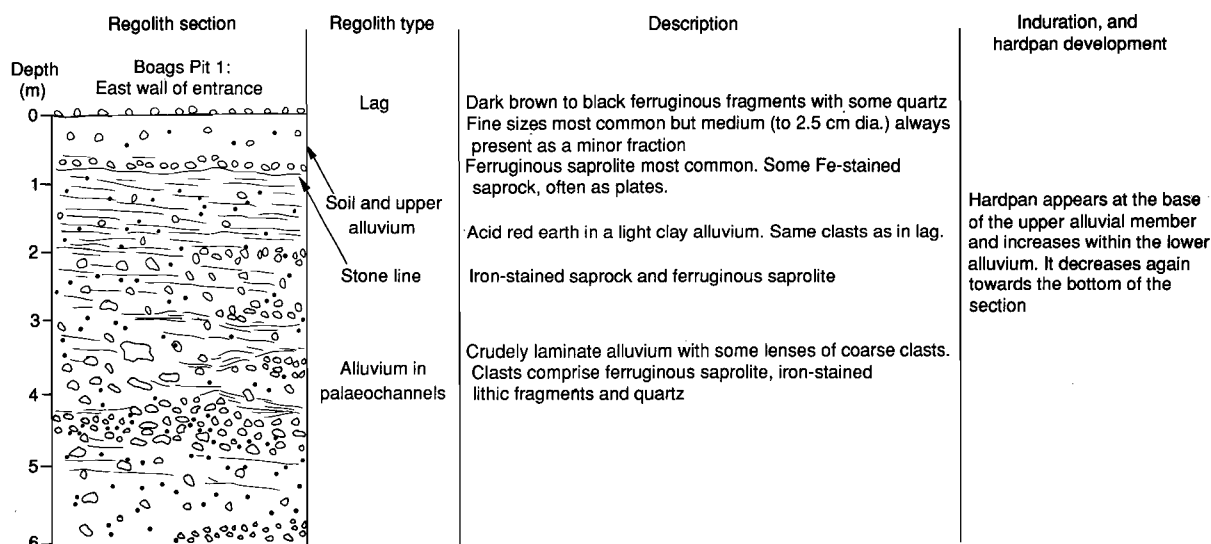 Regolith section
Regolith type
Description
Induration, and
hardpan development
Depth
(m)
Boags Pit 1:
East wall of entrance
0
1
2
3
4
5
6
Lag
Soil and upper
alluvium
Stone line
Alluvium in
palaeochannels
Dark brown to black ferruginous fragments with some quartz
Fine sizes most common but medium (to 2.5 cm dia.) always
present as a minor fraction
Ferruginous saprolite most common. Some Fe-stained
saprock, often as plates.
Acid red earth in a light clay alluvium. Same clasts as in lag.
Iron-stained saprock and ferruginous saprolite
Crudely laminate alluvium with some lenses of coarse clasts.
Clasts comprise ferruginous saprolite, iron-stained
lithic fragments and quartz
Hardpan appears at the base
of the upper alluvial member
and increases within the lower
alluvium. It decreases again
towards the bottom of the
section